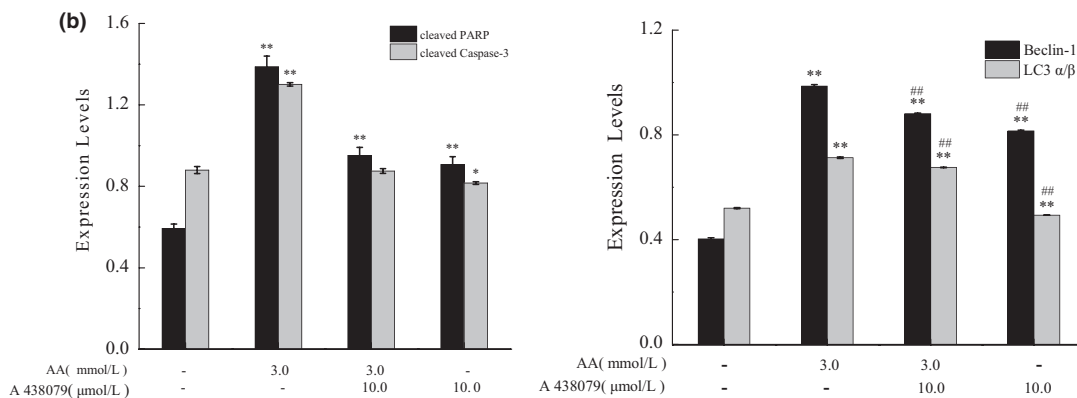 (b)
1.6
1.2
0.8
0.4
0.0
Expression Levels
cleaved PARP
cleaved Caspase-3
**
**
**
**
*
AA( mmol/L ) - 3.0 3.0 -
A 438079( μmol/L ) - - 10.0 10.0
1.2
0.8
0.4
0.0
Expression Levels
Beclin-1
LC3 α/β
**
**
##
**
##
**
##
**
##
**
AA( mmol/L ) - 3.0 3.0 -
A 438079( μmol/L ) - - 10.0 10.0